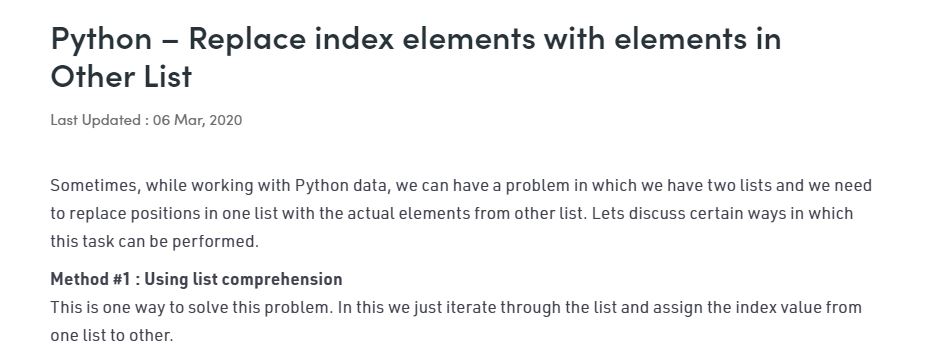 Python – Replace index elements with elements in
Other List
Last Updated : 06 Mar, 2020
Sometimes, while working with Python data, we can have a problem in which we have two lists and we need
to replace positions in one list with the actual elements from other list. Lets discuss certain ways in which
this task can be performed.
Method #1 : Using list comprehension
This is one way to solve this problem. In this we just iterate through the list and assign the index value from
one list to other.